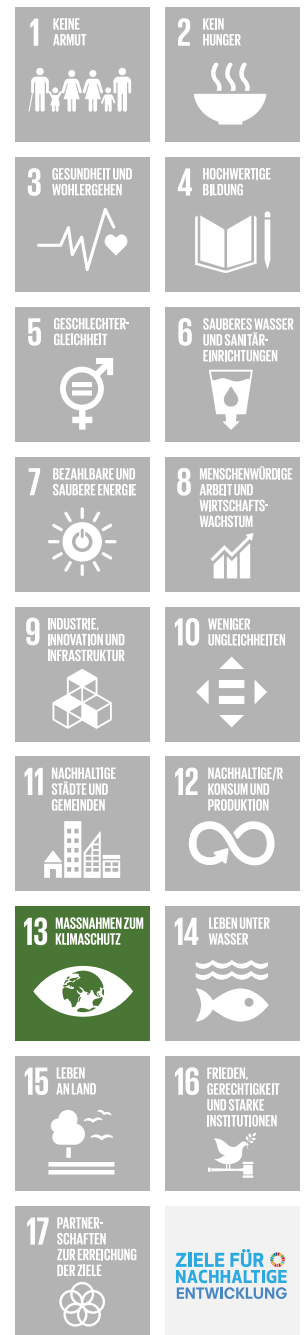 1 KEINE
ARMUT
2 KEIN
HUNGER
3 GESUNDHEIT UND
WOHLERGEHEN
4 HOCHWERTIGE
BILDUNG
5 GESCHLECHTER-
GLEICHHEIT
6 SAUBERES WASSER
UND SANITÄR-
EINRICHTUNGEN
7 BEZAHLBARE UND
SAUBERE ENERGIE
8 MENSCHENWÜRDIGE
ARBEIT UND
WIRTSCHAFTS-
WACHSTUM
9 INDUSTRIE,
INNOVATION UND
INFRASTRUKTUR
10 WENIGER
UNGLEICHHEITEN
11 NACHHALTIGE
STÄDTE UND
GEMEINDEN
12 NACHHALTIGE/R
KONSUM UND
PRODUKTION
13 MASSNAHMEN ZUM
KLIMASCHUTZ
14 LEBEN UNTER
WASSER
15 LEBEN
AN LAND
16 FRIEDEN,
GERECHTIGKEIT
UND STARKE
INSTITUTIONEN
17 PARTNER-
SCHAFTEN
ZUR ERREICHUNG
DER ZIELE
ZIELE FÜR
NACHHALTIGE
ENTWICKLUNG